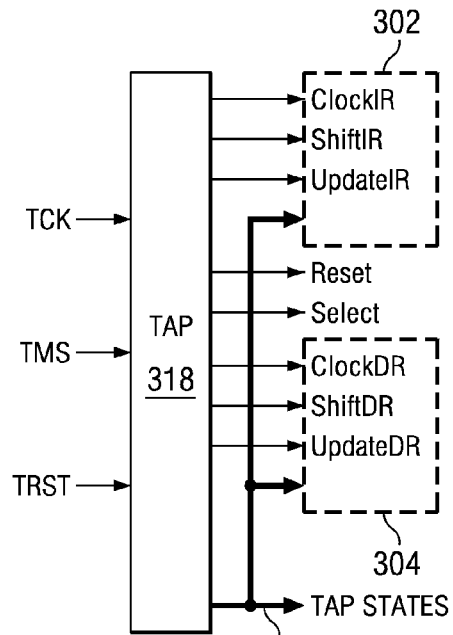 302
ClockIR
ShiftIR
UpdateIR
TCK
Reset
Select
TAP
318
TMS
ClockDR
ShiftDR
UpdateDR
TRST
304
TAP STATES